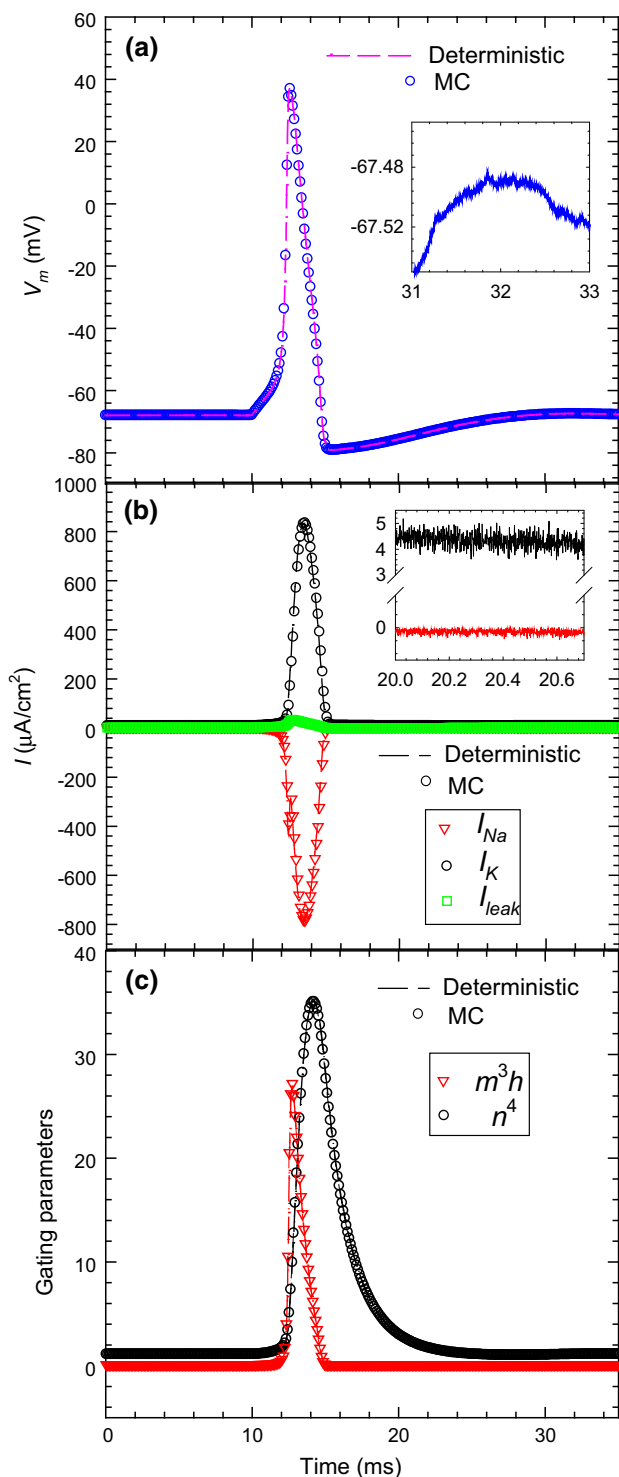 (a)
Deterministic
MC
60
40
20
0
-20
-40
-60
-80
V_m (mV)
-67.48
-67.52
31
32
33
(b)
1000
800
600
400
200
0
-200
-400
-600
-800
I (µA/cm²)
5
4
3
0
20.0
20.2
20.4
20.6
Deterministic
MC
I_Na
I_K
I_leak
(c)
Deterministic
MC
m³h
n⁴
40
30
20
10
0
Gating parameters
0
10
20
30
Time (ms)